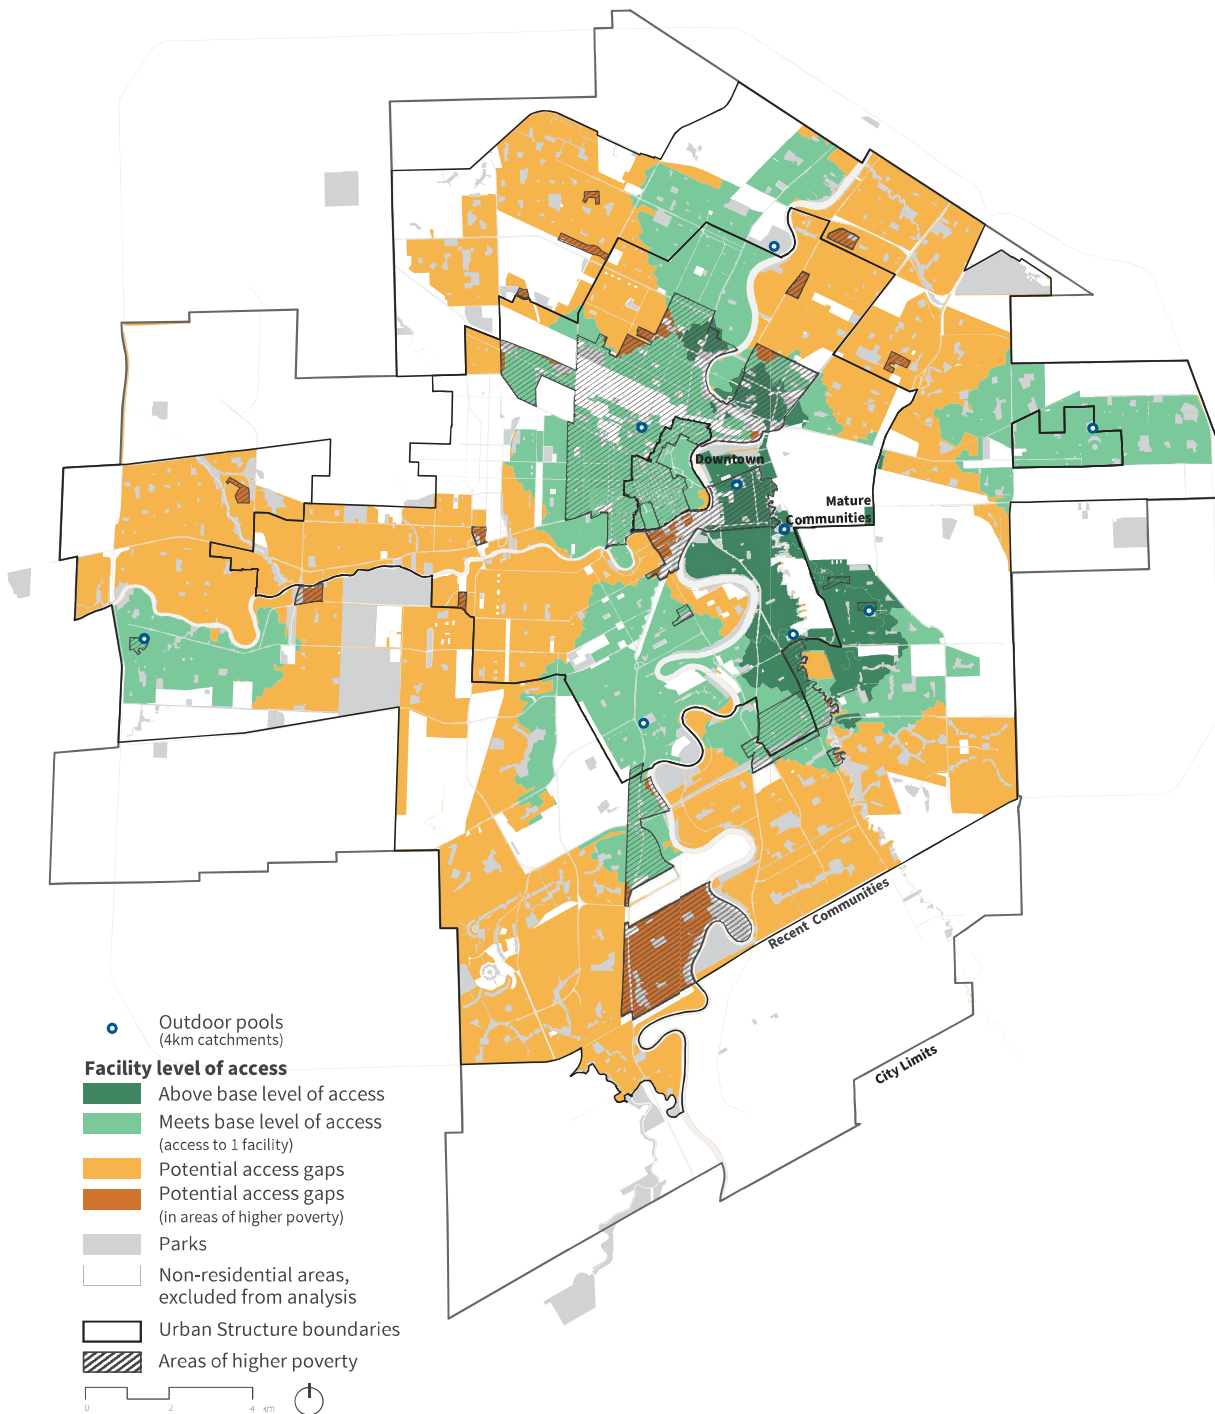 Downtown
Mature
Communities
Recent Communities
City Limits
Outdoor pools
(4km catchments)
Facility level of access
Above base level of access
Meets base level of access
(access to 1 facility)
Potential access gaps
Potential access gaps
(in areas of higher poverty)
Parks
Non-residential areas,
excluded from analysis
Urban Structure boundaries
Areas of higher poverty
0 2 4 km